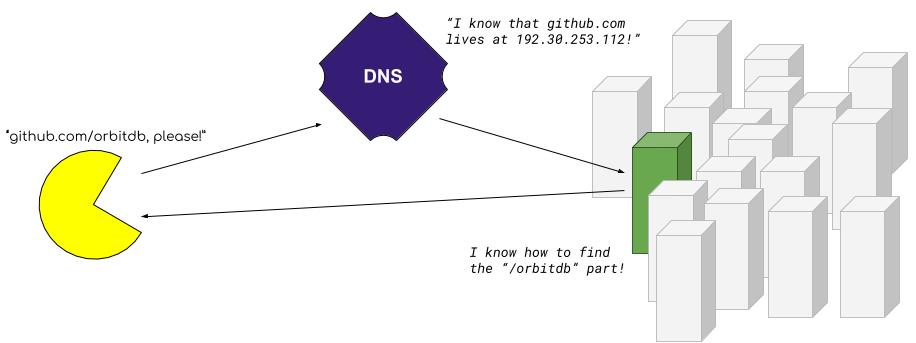 “I know that github.com
lives at 192.30.253.112!”
DNS
“github.com/orbitdb, please!”
I know how to find
the “/orbitdb” part!